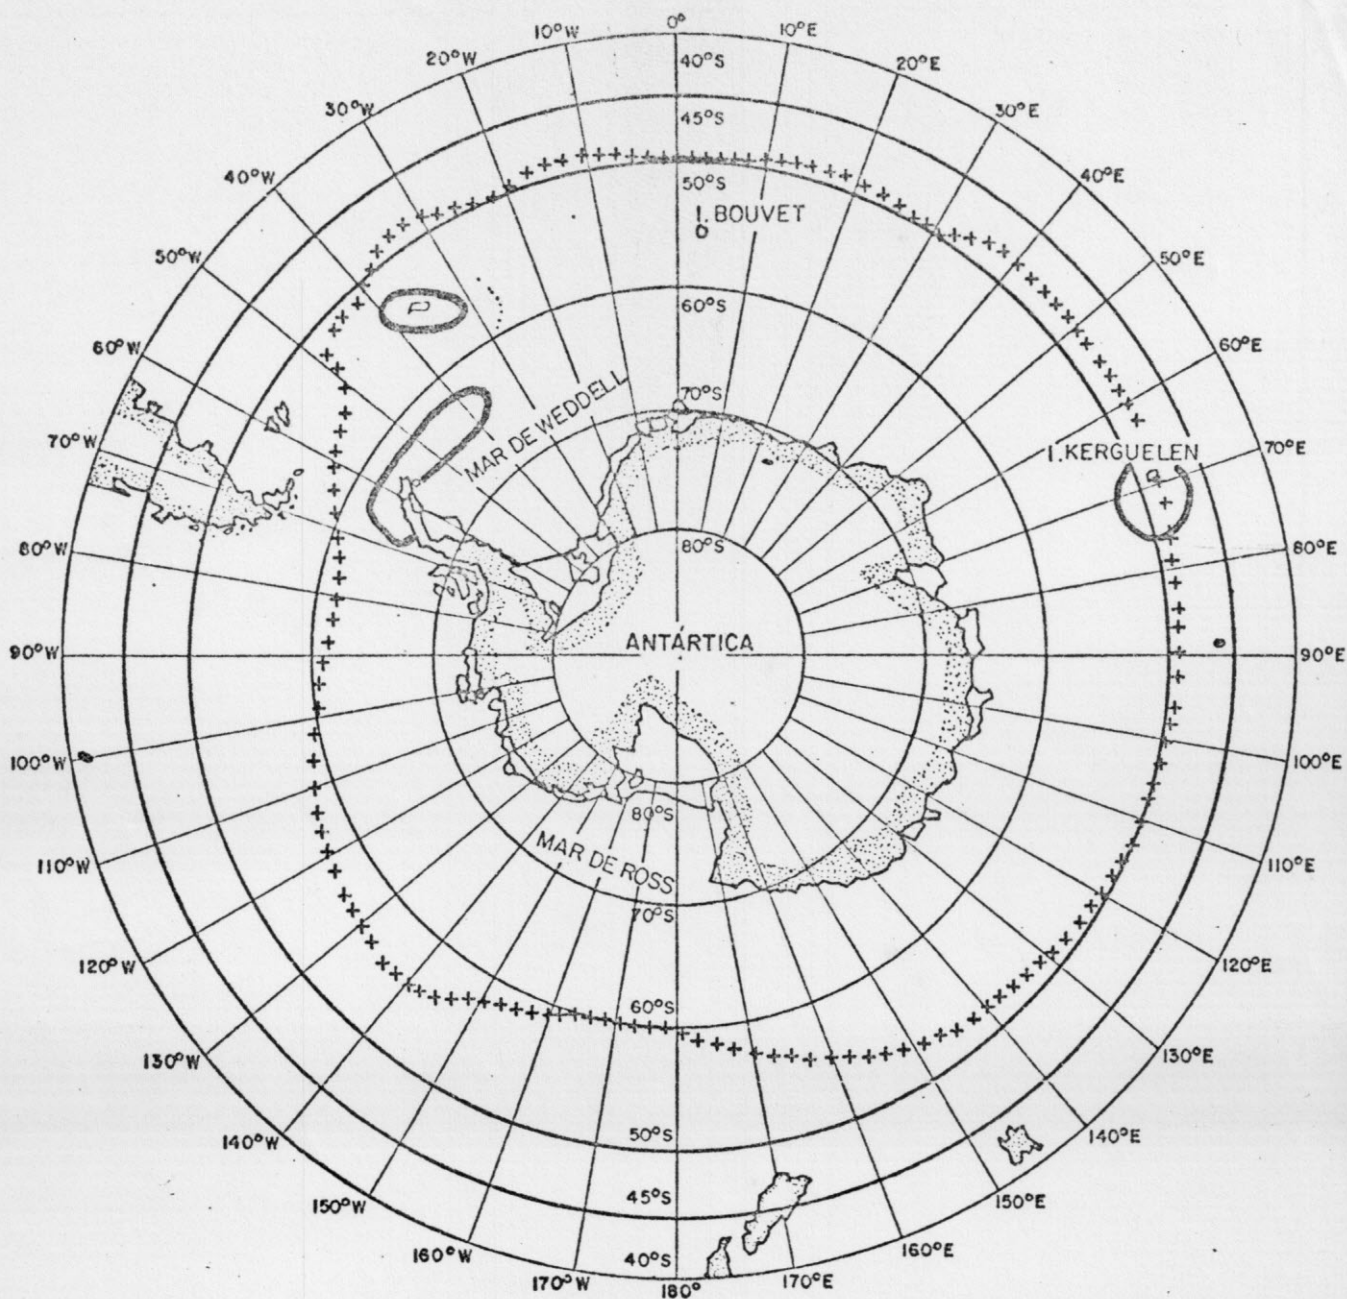 0°
10°W
10°E
20°W
20°E
40°S
30°W
30°E
45°S
40°W
40°E
50°S
I. BOUVET
50°W
50°E
60°S
60°W
60°E
MAR DE WEDDELL
70°S
70°W
70°E
I. KERGUELEN
80°W
80°S
80°E
ANTÁRTICA
90°W
90°E
100°W
100°E
80°S
MAR DE ROSS
110°W
110°E
70°S
120°W
120°E
60°S
130°W
130°E
140°W
50°S
140°E
150°W
45°S
150°E
160°W
40°S
160°E
170°W
180°
170°E